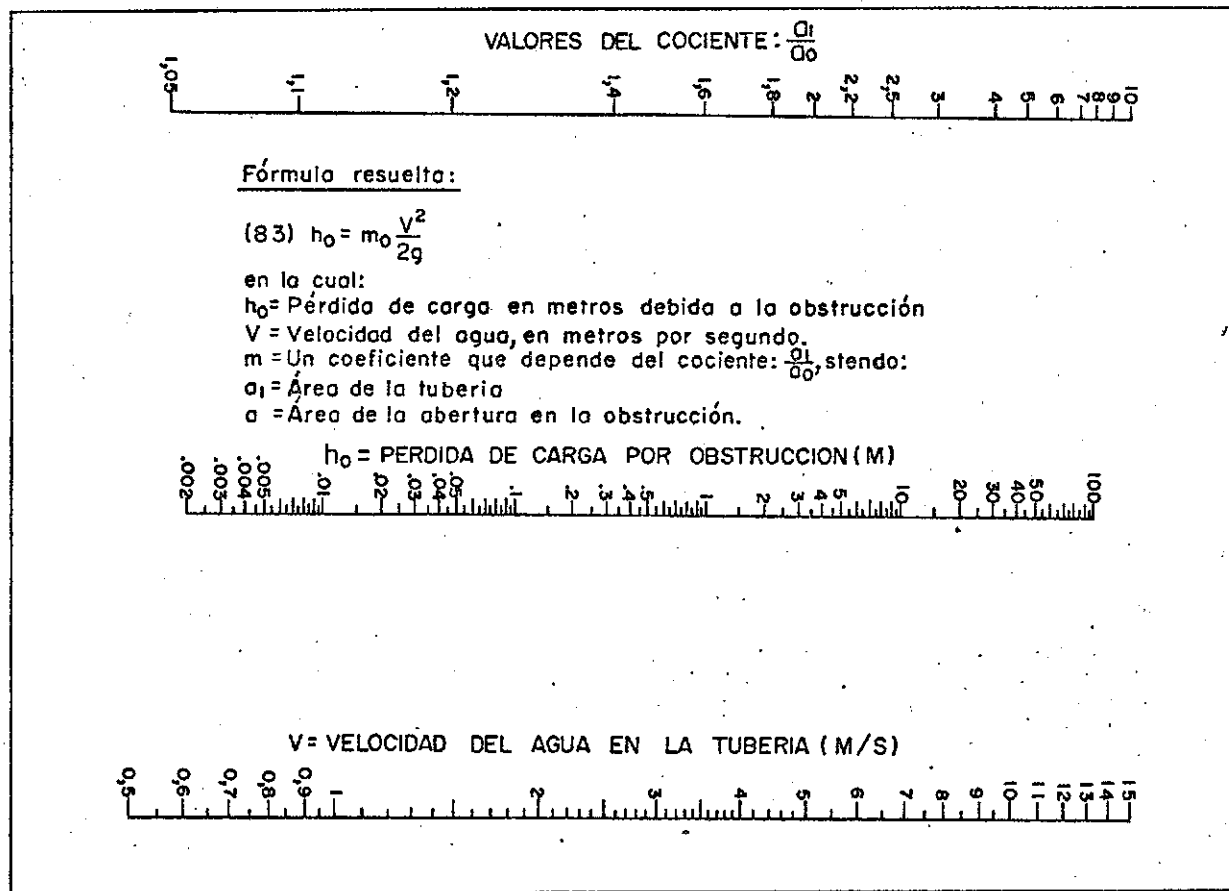 VALORES DEL COCIENTE: a₁/a₀
1,05 1,1 1,2 1,4 1,6 1,8 2 2,2 2,5 3 4 5 6 7 8 9 10
Fórmula resuelta:
(83) h₀= m₀ V²/2g
en la cual:
h₀= Pérdida de carga en metros debida a la obstrucción
V = Velocidad del agua, en metros por segundo.
m = Un coeficiente que depende del cociente: a₁/a₀, stendo:
a₁= Área de la tuberia
a = Área de la abertura en la obstrucción.
h₀ = PERDIDA DE CARGA POR OBSTRUCCION (M)
.002 .003 .004 .005 .01 .02 .03 .04 .05 .1 .2 .3 .4 .5 1 2 3 4 5 10 20 30 40 50 100
V= VELOCIDAD DEL AGUA EN LA TUBERIA (M/S)
0,5 0,6 0,7 0,8 0,9 1 2 3 4 5 6 7 8 9 10 11 12 13 14 15